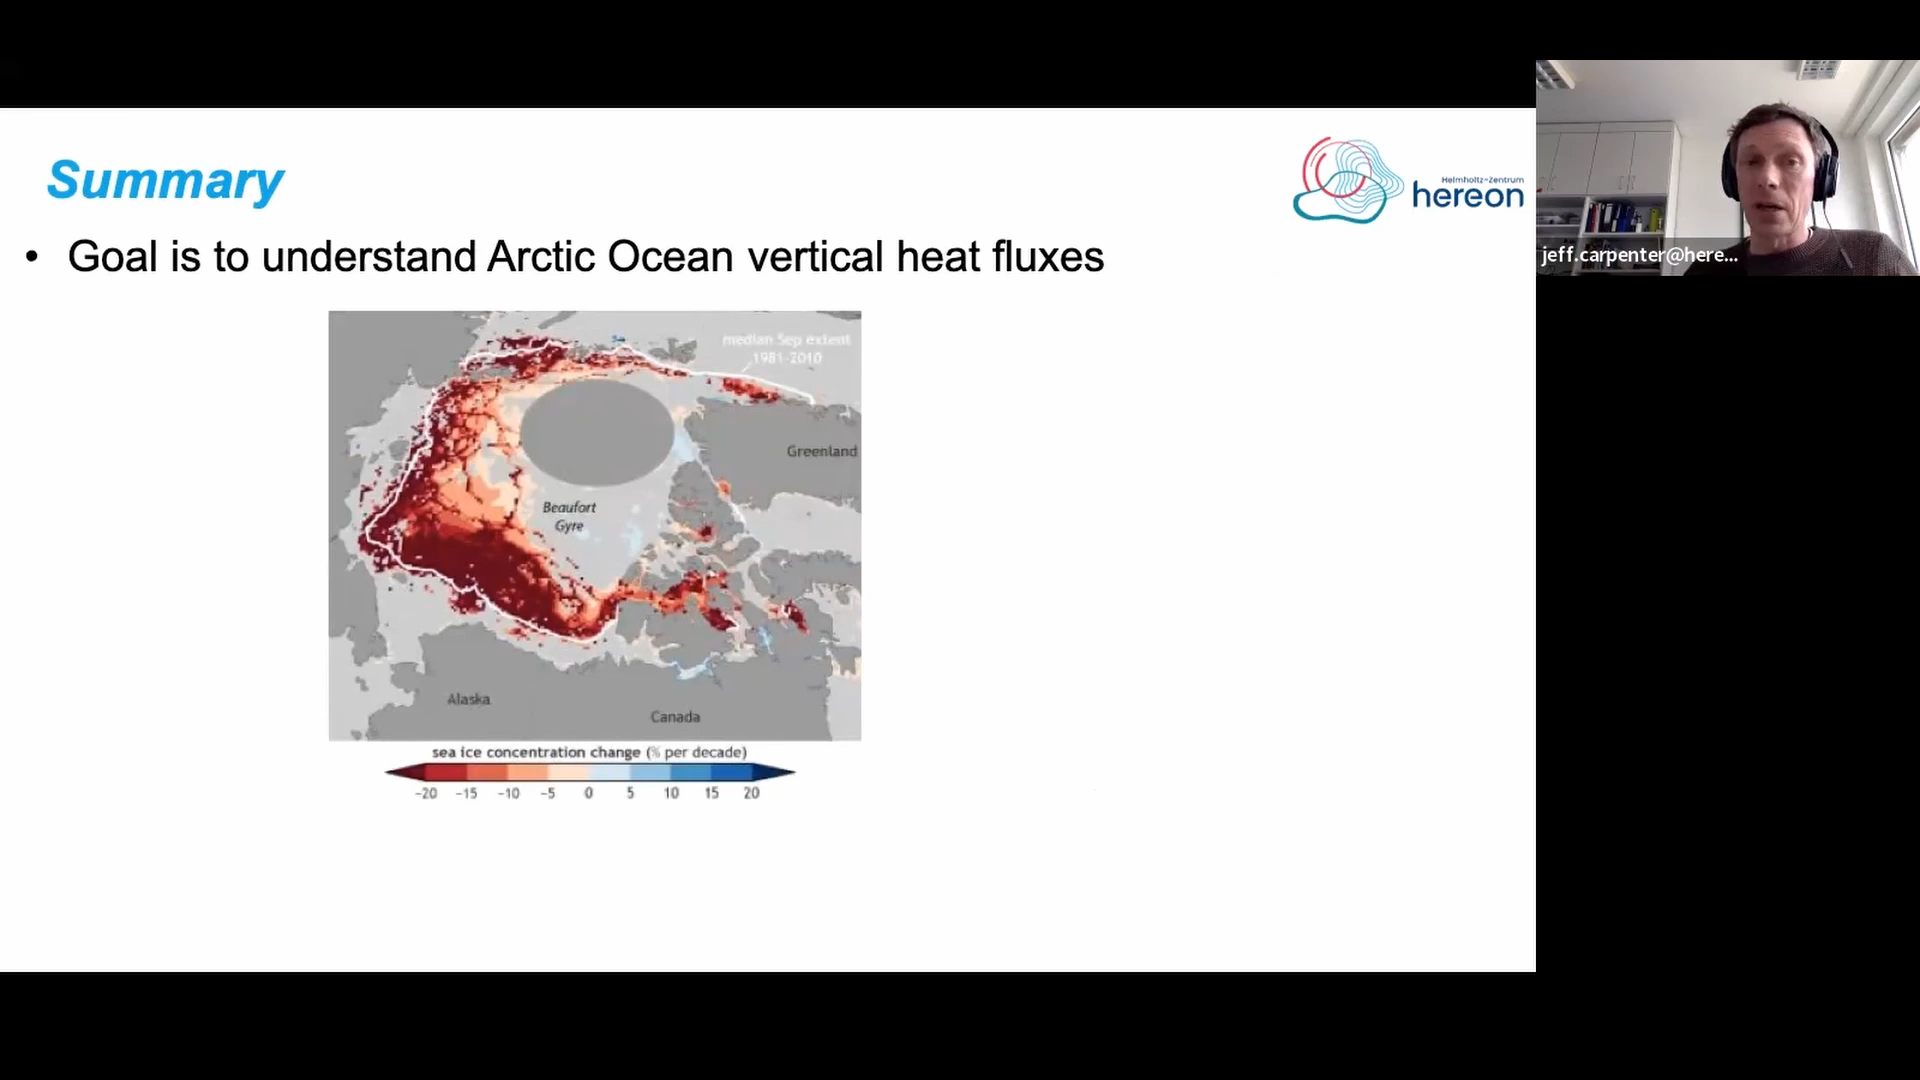 Summary
Helmholtz-Zentrum
hereon
• Goal is to understand Arctic Ocean vertical heat fluxes
jeff.carpenter@here...
median Sep extent
1981-2010
Greenland
Beaufort
Gyre
Alaska
Canada
sea ice concentration change (% per decade)
-20 -15 -10 -5 0 5 10 15 20